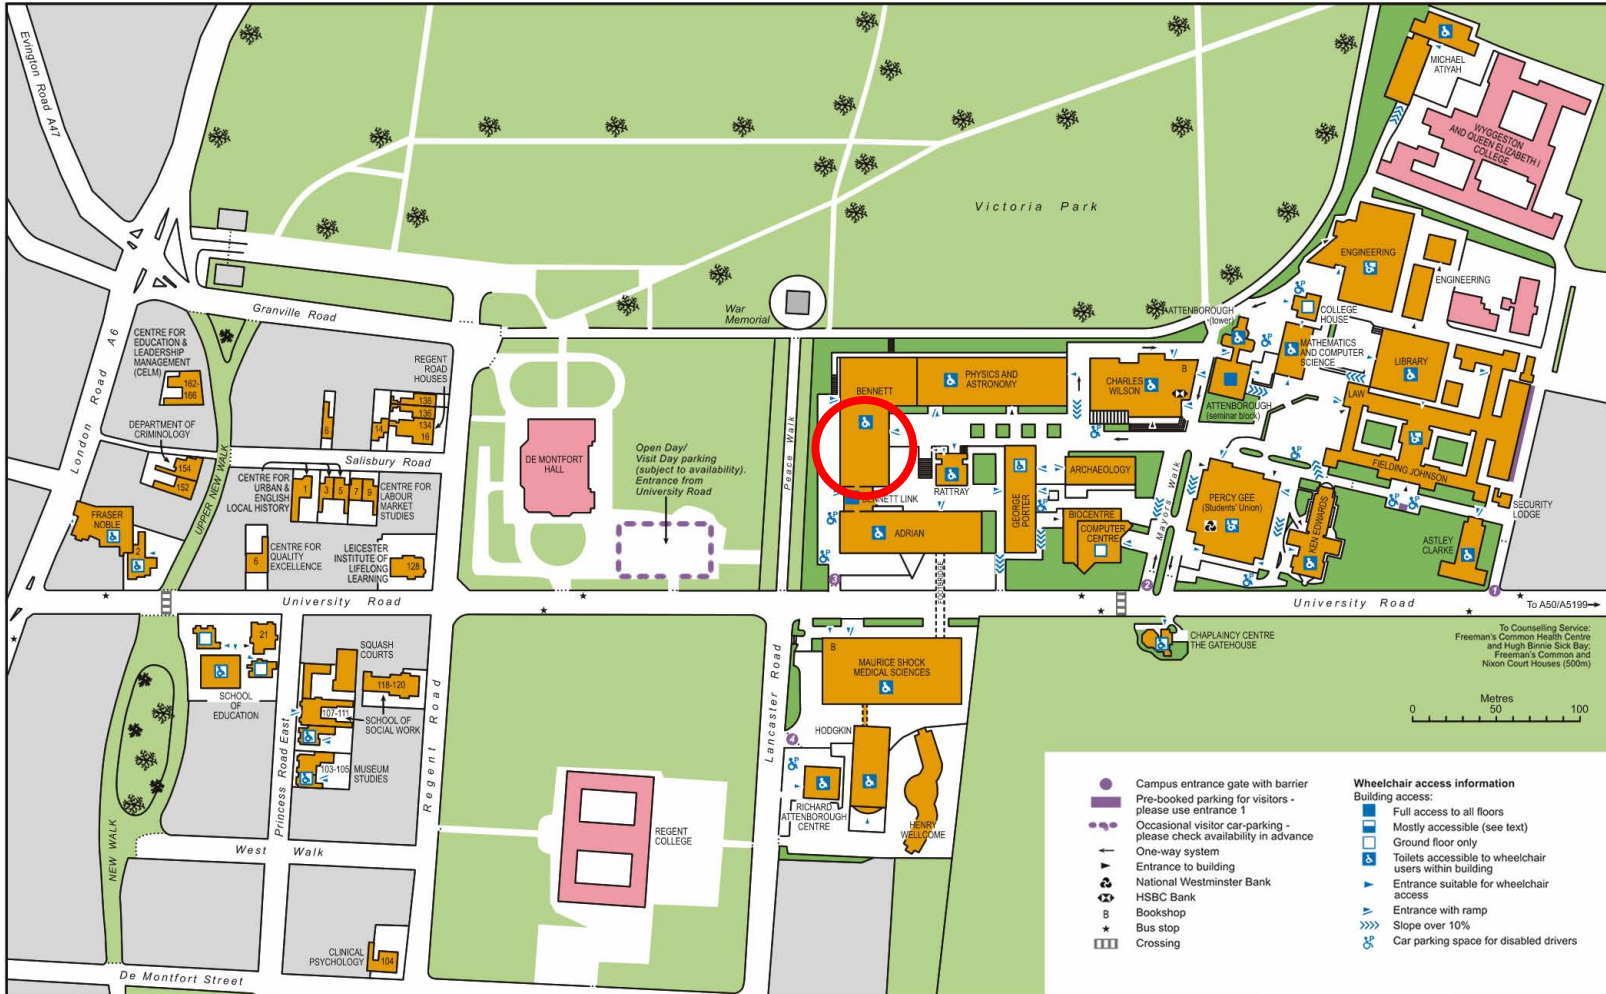 Evington Road A47
MICHAEL
ATIYAH
WYGGESTON
AND QUEEN ELIZABETH I
COLLEGE
Victoria Park
ENGINEERING
ENGINEERING
War
Memorial
Granville Road
London Road A6
CENTRE FOR
EDUCATION &
LEADERSHIP
MANAGEMENT
(CELM)
162-
166
REGENT
ROAD
HOUSES
138
136
134
16
14
6
ATTENBOROUGH
(tower)
COLLEGE
HOUSE
MATHEMATICS
AND COMPUTER
SCIENCE
LIBRARY
BENNETT
PHYSICS AND
ASTRONOMY
CHARLES
WILSON
B
LAW
ATTENBOROUGH
(seminar block)
DEPARTMENT OF
CRIMINOLOGY
154
152
Salisbury Road
UPPER NEW WALK
CENTRE FOR
URBAN &
ENGLISH
LOCAL HISTORY
1
3
5
7
9
CENTRE FOR
LABOUR
MARKET
STUDIES
DE MONTFORT
HALL
Open Day/
Visit Day parking
(subject to availability).
Entrance from
University Road
Peace Walk
RATTRAY
BENNETT LINK
GEORGE
PORTER
ARCHAEOLOGY
Mayors Walk
PERCY GEE
(Students' Union)
FIELDING JOHNSON
KEN EDWARDS
SECURITY
LODGE
ASTLEY
CLARKE
FRASER
NOBLE
2
6
CENTRE FOR
QUALITY
EXCELLENCE
LEICESTER
INSTITUTE OF
LIFELONG
LEARNING
128
ADRIAN
BIOCENTRE
COMPUTER
CENTRE
FOOTBRIDGE
3
2
1
University Road
University Road
To A50/A5199
To Counselling Service:
Freeman's Common Health Centre
and Hugh Binnie Sick Bay;
Freeman's Common and
Nixon Court Houses (500m)
CHAPLAINCY CENTRE
THE GATEHOUSE
21
SCHOOL
OF
EDUCATION
SQUASH
COURTS
118-120
107-111
SCHOOL OF
SOCIAL WORK
103-105
MUSEUM
STUDIES
Princess Road East
Regent Road
Lancaster Road
B
MAURICE SHOCK
MEDICAL SCIENCES
HODGKIN
4
RICHARD
ATTENBOROUGH
CENTRE
HENRY
WELLCOME
REGENT
COLLEGE
NEW WALK
West Walk
CLINICAL
PSYCHOLOGY
104
De Montfort Street
Metres
0 50 100
Campus entrance gate with barrier
Pre-booked parking for visitors -
please use entrance 1
Occasional visitor car-parking -
please check availability in advance
One-way system
Entrance to building
National Westminster Bank
HSBC Bank
B Bookshop
Bus stop
Crossing
Wheelchair access information
Building access:
Full access to all floors
Mostly accessible (see text)
Ground floor only
Toilets accessible to wheelchair
users within building
Entrance suitable for wheelchair
access
Entrance with ramp
Slope over 10%
P Car parking space for disabled drivers